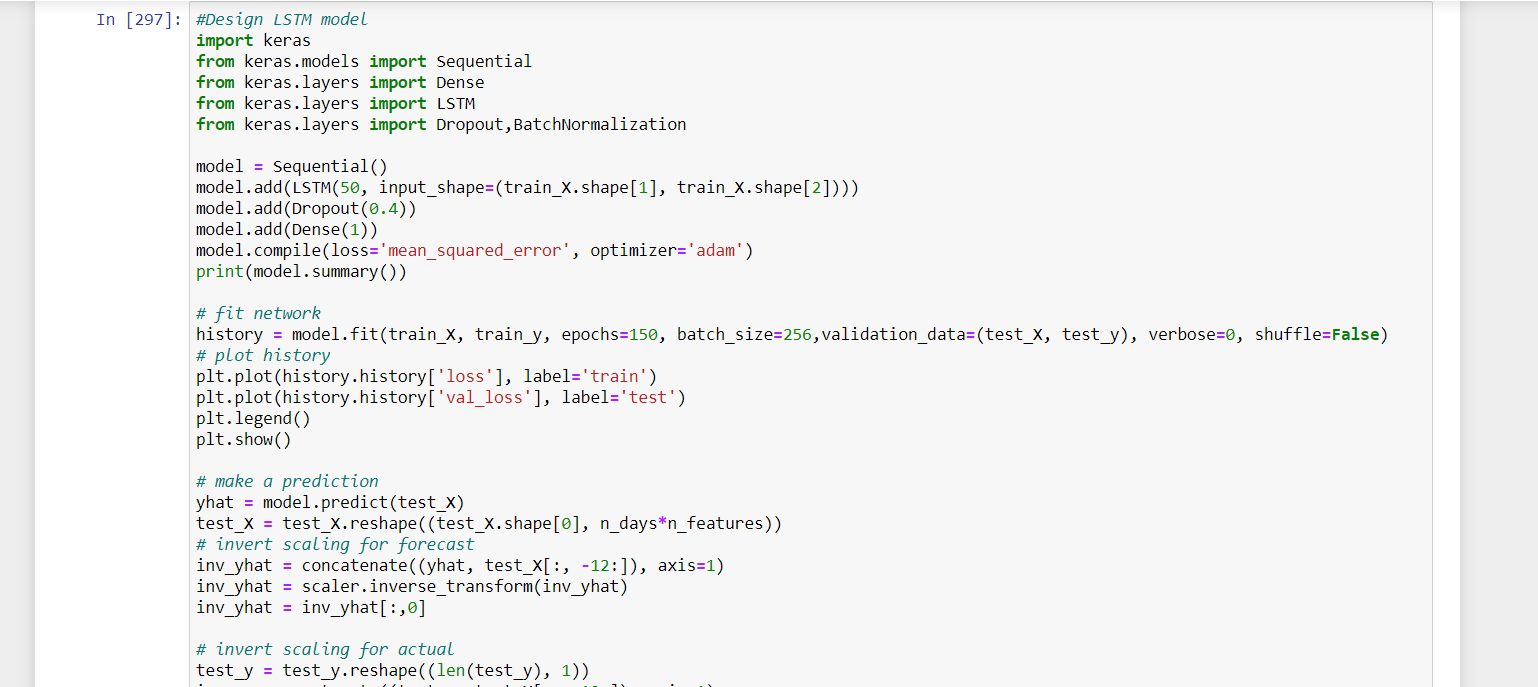 In [297]:
#Design LSTM model
import keras
from keras.models import Sequential
from keras.layers import Dense
from keras.layers import LSTM
from keras.layers import Dropout,BatchNormalization
model = Sequential()
model.add(LSTM(50, input_shape=(train_X.shape[1], train_X.shape[2])))
model.add(Dropout(0.4))
model.add(Dense(1))
model.compile(loss='mean_squared_error', optimizer='adam')
print(model.summary())
# fit network
history = model.fit(train_X, train_y, epochs=150, batch_size=256,validation_data=(test_X, test_y), verbose=0, shuffle=False)
# plot history
plt.plot(history.history['loss'], label='train')
plt.plot(history.history['val_loss'], label='test')
plt.legend()
plt.show()
# make a prediction
yhat = model.predict(test_X)
test_X = test_X.reshape((test_X.shape[0], n_days*n_features))
# invert scaling for forecast
inv_yhat = concatenate((yhat, test_X[:, -12:]), axis=1)
inv_yhat = scaler.inverse_transform(inv_yhat)
inv_yhat = inv_yhat[:,0]
# invert scaling for actual
test_y = test_y.reshape((len(test_y), 1))